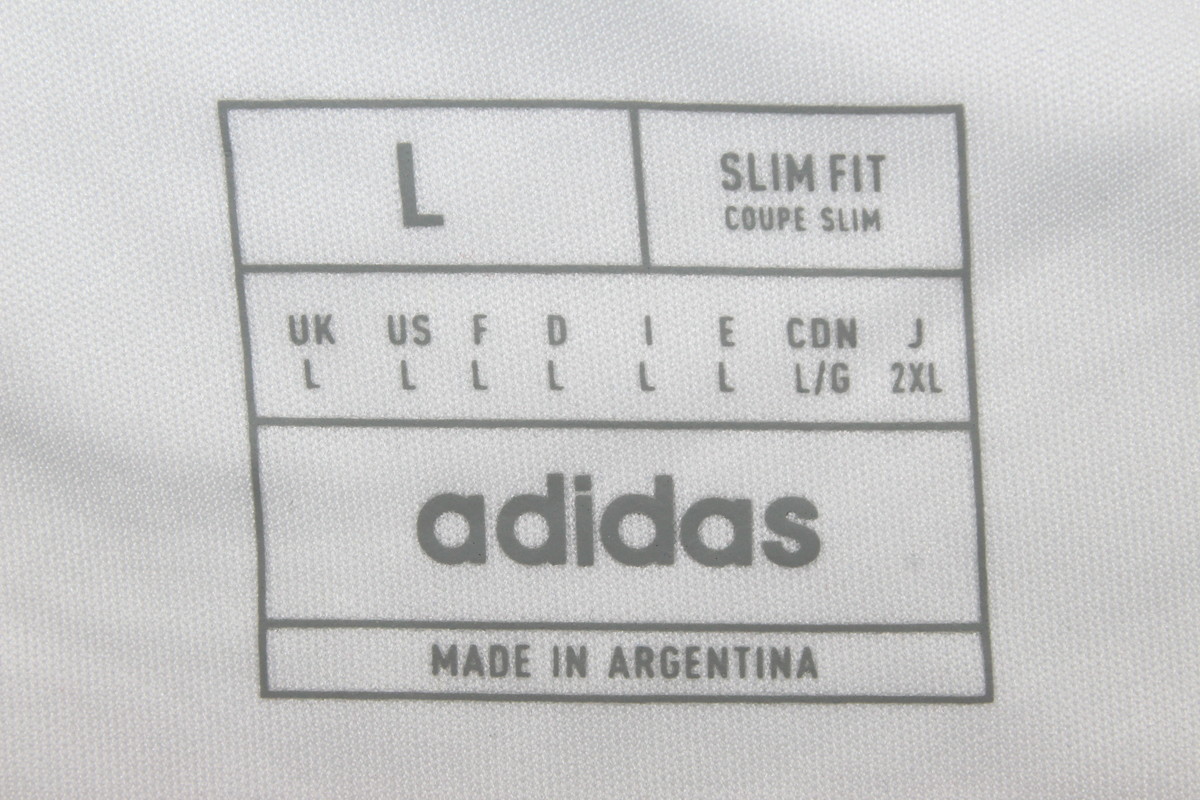 L
SLIM FIT
COUPE SLIM
UK US F D I E CDN J
L L L L L L L/G 2XL
adidas
MADE IN ARGENTINA